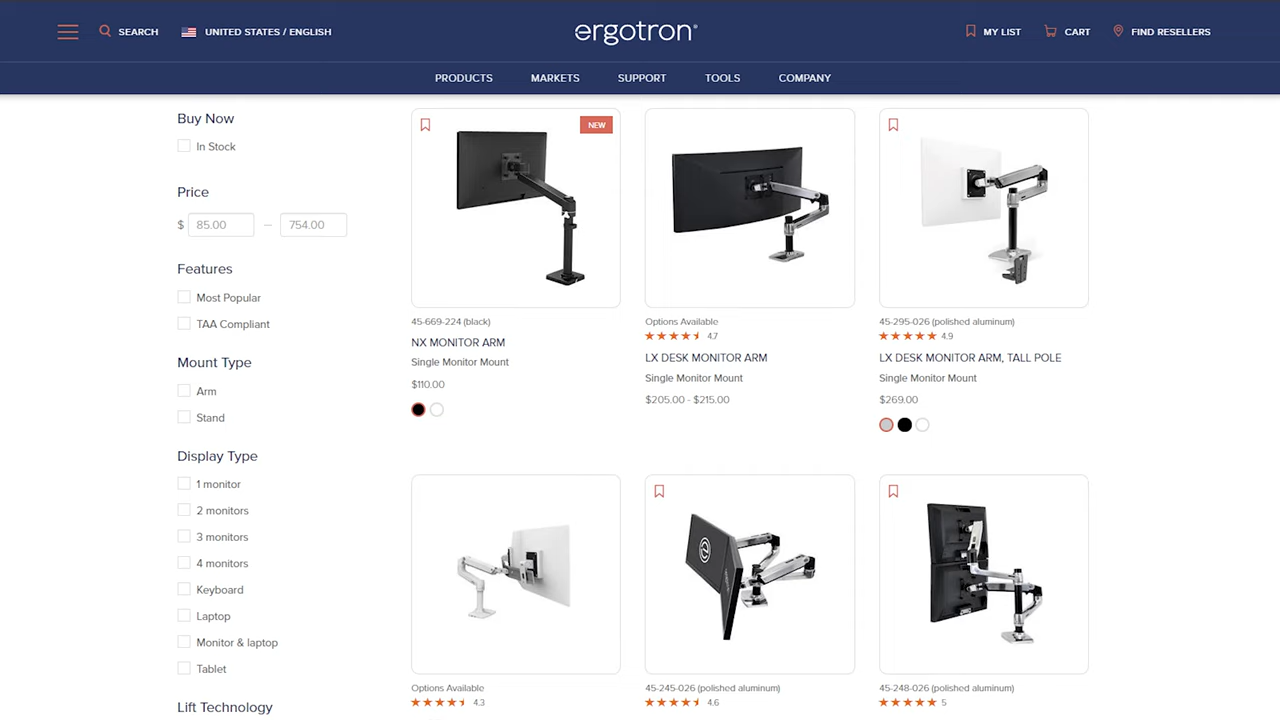 SEARCH
UNITED STATES / ENGLISH
ergotron®
MY LIST
CART
FIND RESELLERS
PRODUCTS
MARKETS
SUPPORT
TOOLS
COMPANY
Buy Now
In Stock
Price
$ 85.00 — 754.00
Features
Most Popular
TAA Compliant
Mount Type
Arm
Stand
Display Type
1 monitor
2 monitors
3 monitors
4 monitors
Keyboard
Laptop
Monitor & laptop
Tablet
Lift Technology
NEW
45-669-224 (black)
NX MONITOR ARM
Single Monitor Mount
$110.00
Options Available
4.7
LX DESK MONITOR ARM
Single Monitor Mount
$205.00 - $215.00
45-295-026 (polished aluminum)
4.9
LX DESK MONITOR ARM, TALL POLE
Single Monitor Mount
$269.00
Options Available
4.3
45-245-026 (polished aluminum)
4.6
45-248-026 (polished aluminum)
5